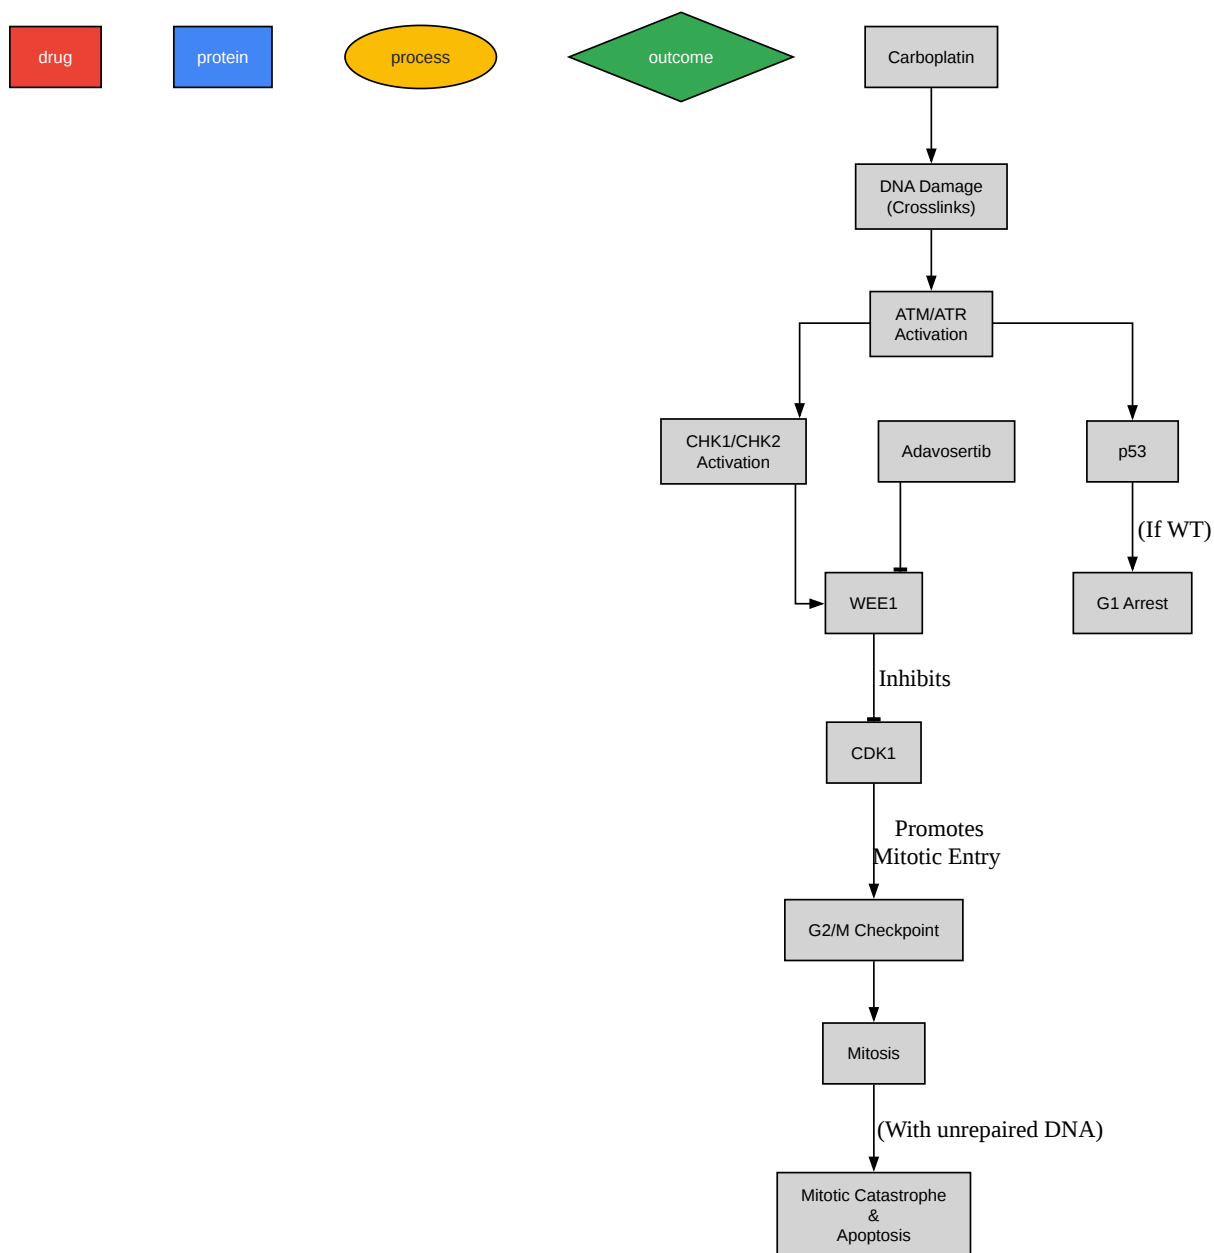 drug
protein
process
outcome
Carboplatin
DNA Damage
(Crosslinks)
ATM/ATR
Activation
CHK1/CHK2
Activation
Adavosertib
p53
(If WT)
WEE1
G1 Arrest
Inhibits
CDK1
Promotes
Mitotic Entry
G2/M Checkpoint
Mitosis
(With unrepaired DNA)
Mitotic Catastrophe
&
Apoptosis